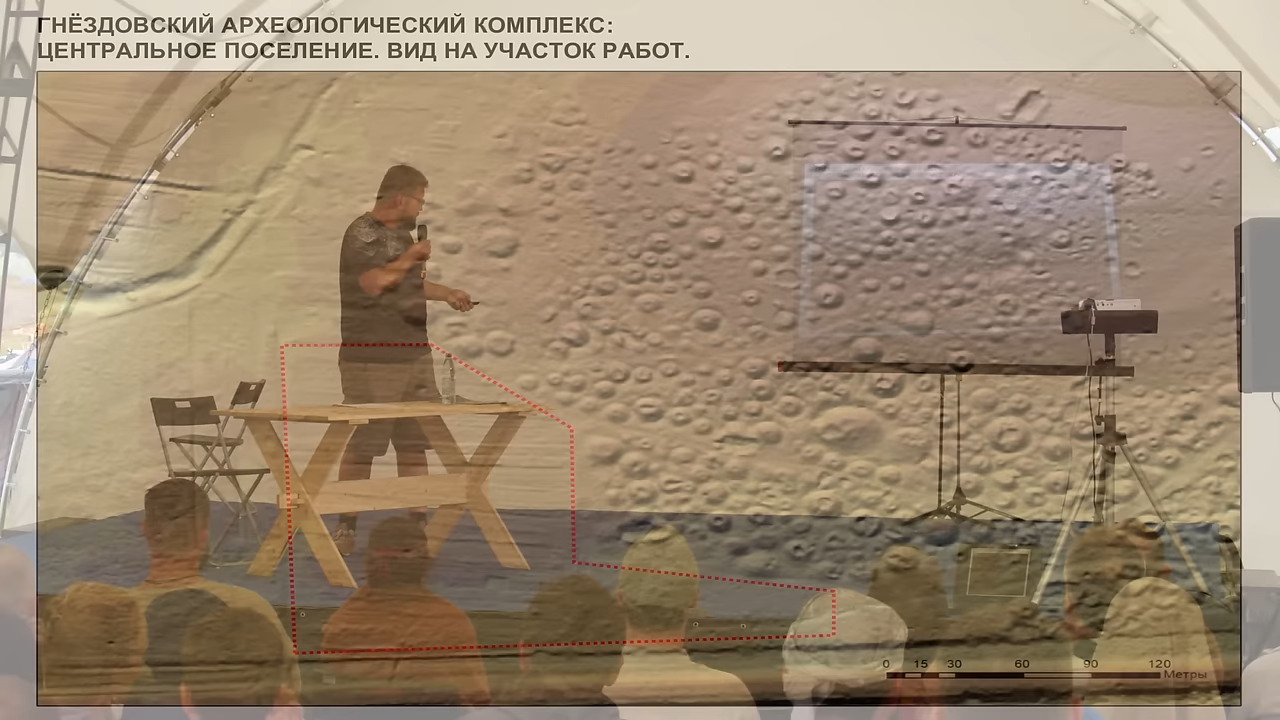 ГНЁЗДОВСКИЙ АРХЕОЛОГИЧЕСКИЙ КОМПЛЕКС:
ЦЕНТРАЛЬНОЕ ПОСЕЛЕНИЕ. ВИД НА УЧАСТОК РАБОТ.
0 15 30 60 90 120
Метры